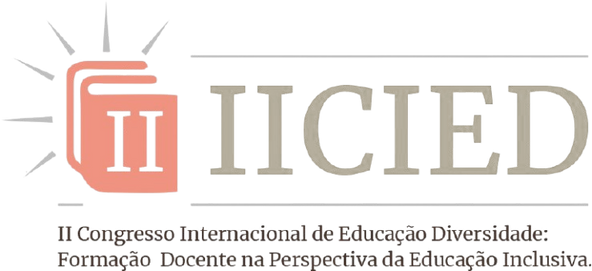 II
IICIED
II Congresso Internacional de Educação Diversidade:
Formação Docente na Perspectiva da Educação Inclusiva.